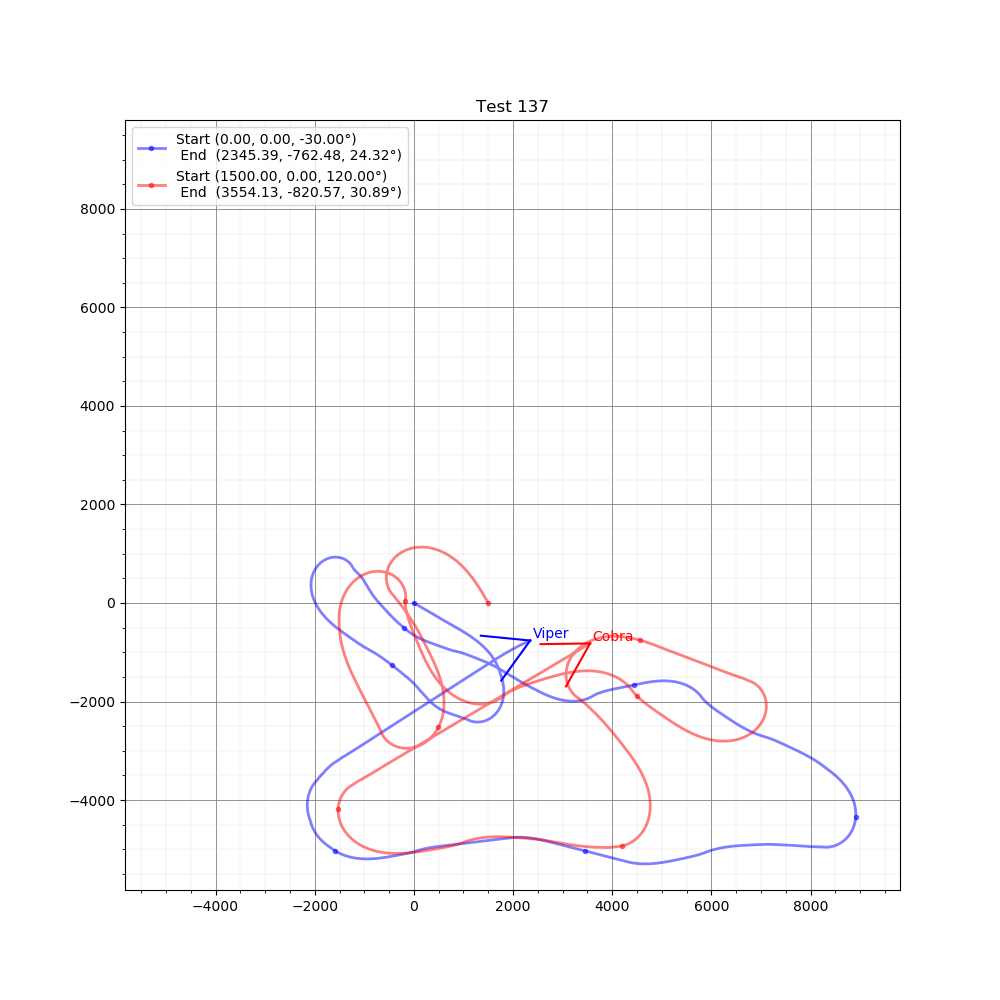 Test 137
Start (0.00, 0.00, -30.00°)
End (2345.39, -762.48, 24.32°)
Start (1500.00, 0.00, 120.00°)
End (3554.13, -820.57, 30.89°)
8000
6000
4000
2000
0
−2000
−4000
Viper
Cobra
−4000 −2000 0 2000 4000 6000 8000